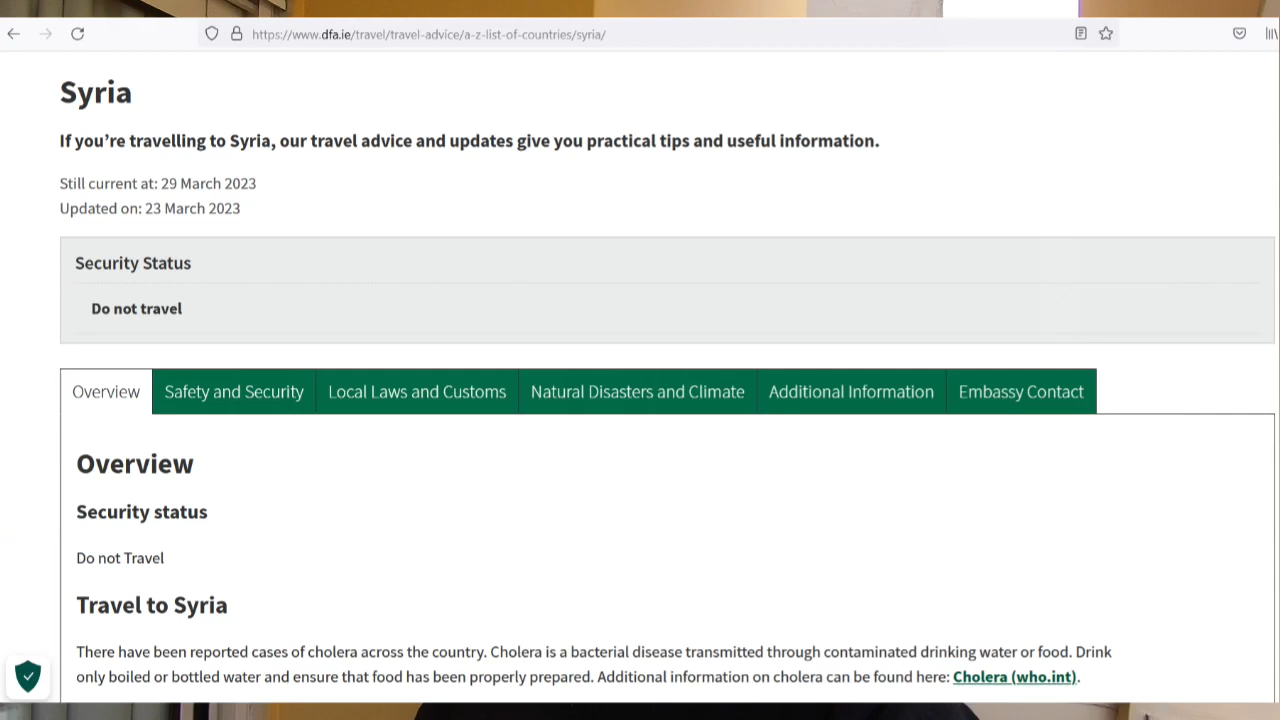 https://www.dfa.ie/travel/travel-advice/a-z-list-of-countries/syria/
Syria
If you’re travelling to Syria, our travel advice and updates give you practical tips and useful information.
Still current at: 29 March 2023
Updated on: 23 March 2023
Security Status
Do not travel
Overview Safety and Security Local Laws and Customs Natural Disasters and Climate Additional Information Embassy Contact
Overview
Security status
Do not Travel
Travel to Syria
There have been reported cases of cholera across the country. Cholera is a bacterial disease transmitted through contaminated drinking water or food. Drink
only boiled or bottled water and ensure that food has been properly prepared. Additional information on cholera can be found here: Cholera (who.int).